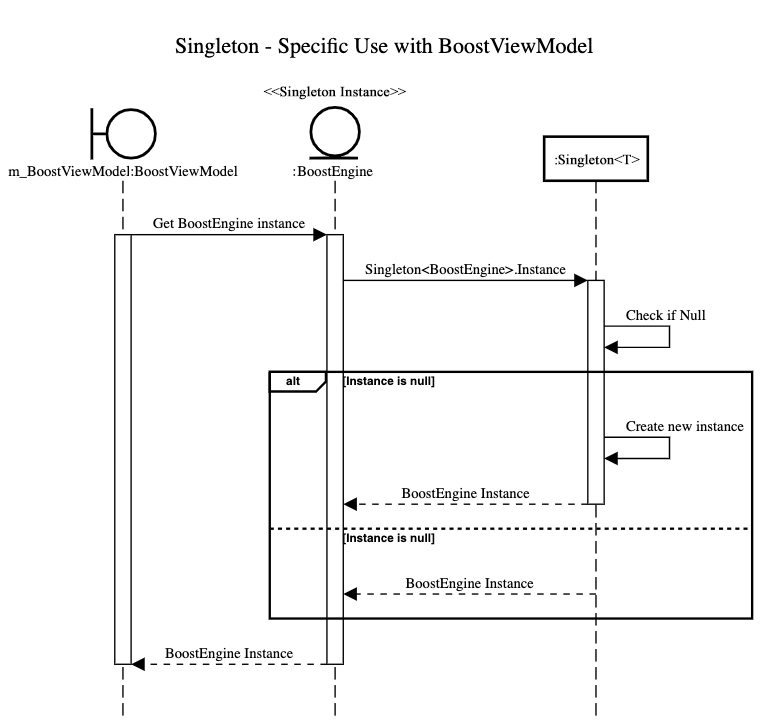 Singleton - Specific Use with BoostViewModel
<<Singleton Instance>>
m_BoostViewModel:BoostViewModel
:BoostEngine
:Singleton<T>
Get BoostEngine instance
Singleton<BoostEngine>.Instance
Check if Null
alt
[Instance is null]
Create new instance
BoostEngine Instance
[Instance is null]
BoostEngine Instance
BoostEngine Instance